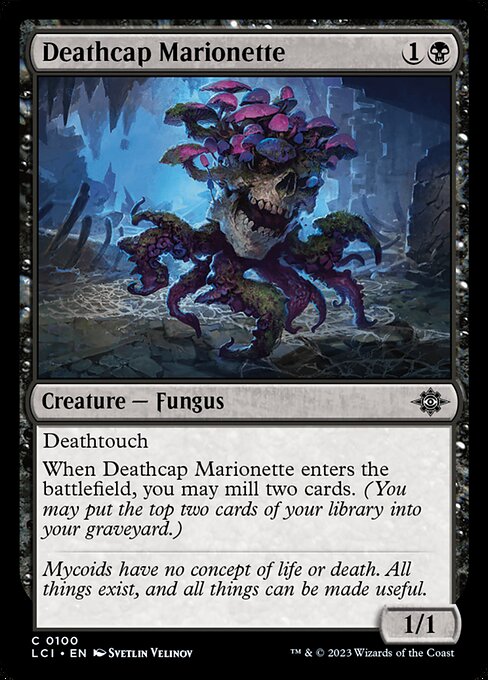 Deathcap Marionette 1
Creature — Fungus
Deathtouch
When Deathcap Marionette enters the
battlefield, you may mill two cards. (You
may put the top two cards of your library into
your graveyard.)
Mycoids have no concept of life or death. All
things exist, and all things can be made useful.
1/1
C 0100
LCI • EN Svetlin Velinov
™ & © 2023 Wizards of the Coast